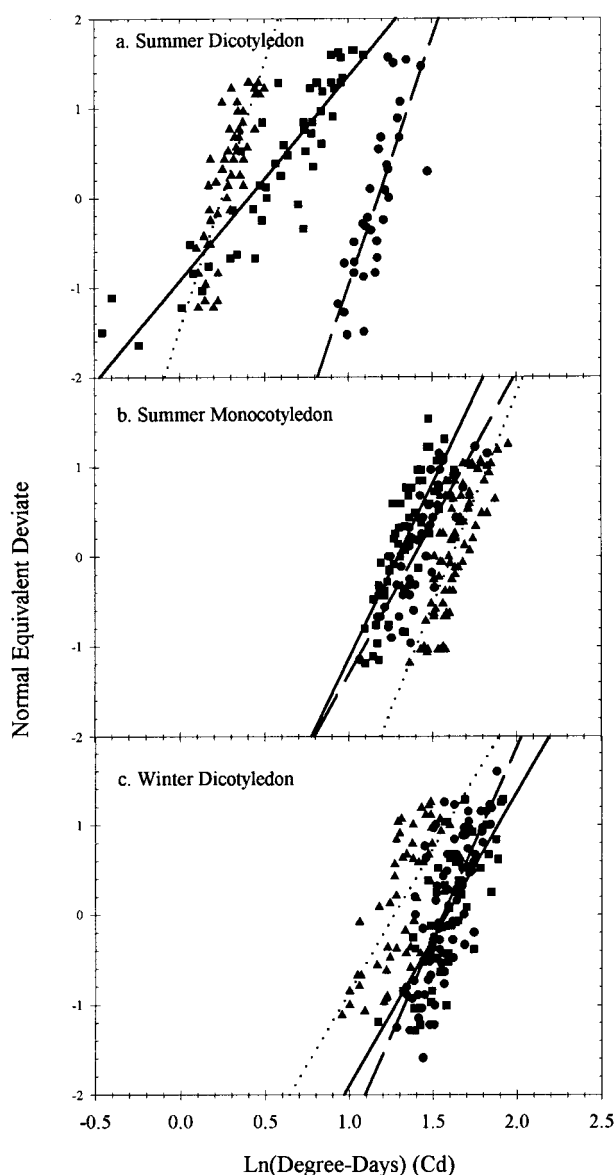 a. Summer Dicotyledon
2
1
0
-1
-2
b. Summer Monocotyledon
1
0
-1
-2
c. Winter Dicotyledon
1
0
-1
-2
-0.5 0.0 0.5 1.0 1.5 2.0 2.5
Normal Equivalent Deviate
Ln(Degree-Days) (Cd)